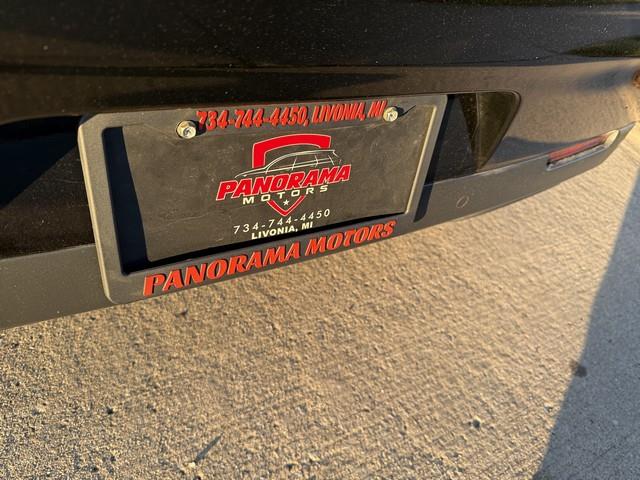 734-744-4450, LIVONIA, MI
PANORAMA
MOTORS
734-744-4450
LIVONIA, MI
PANORAMA MOTORS